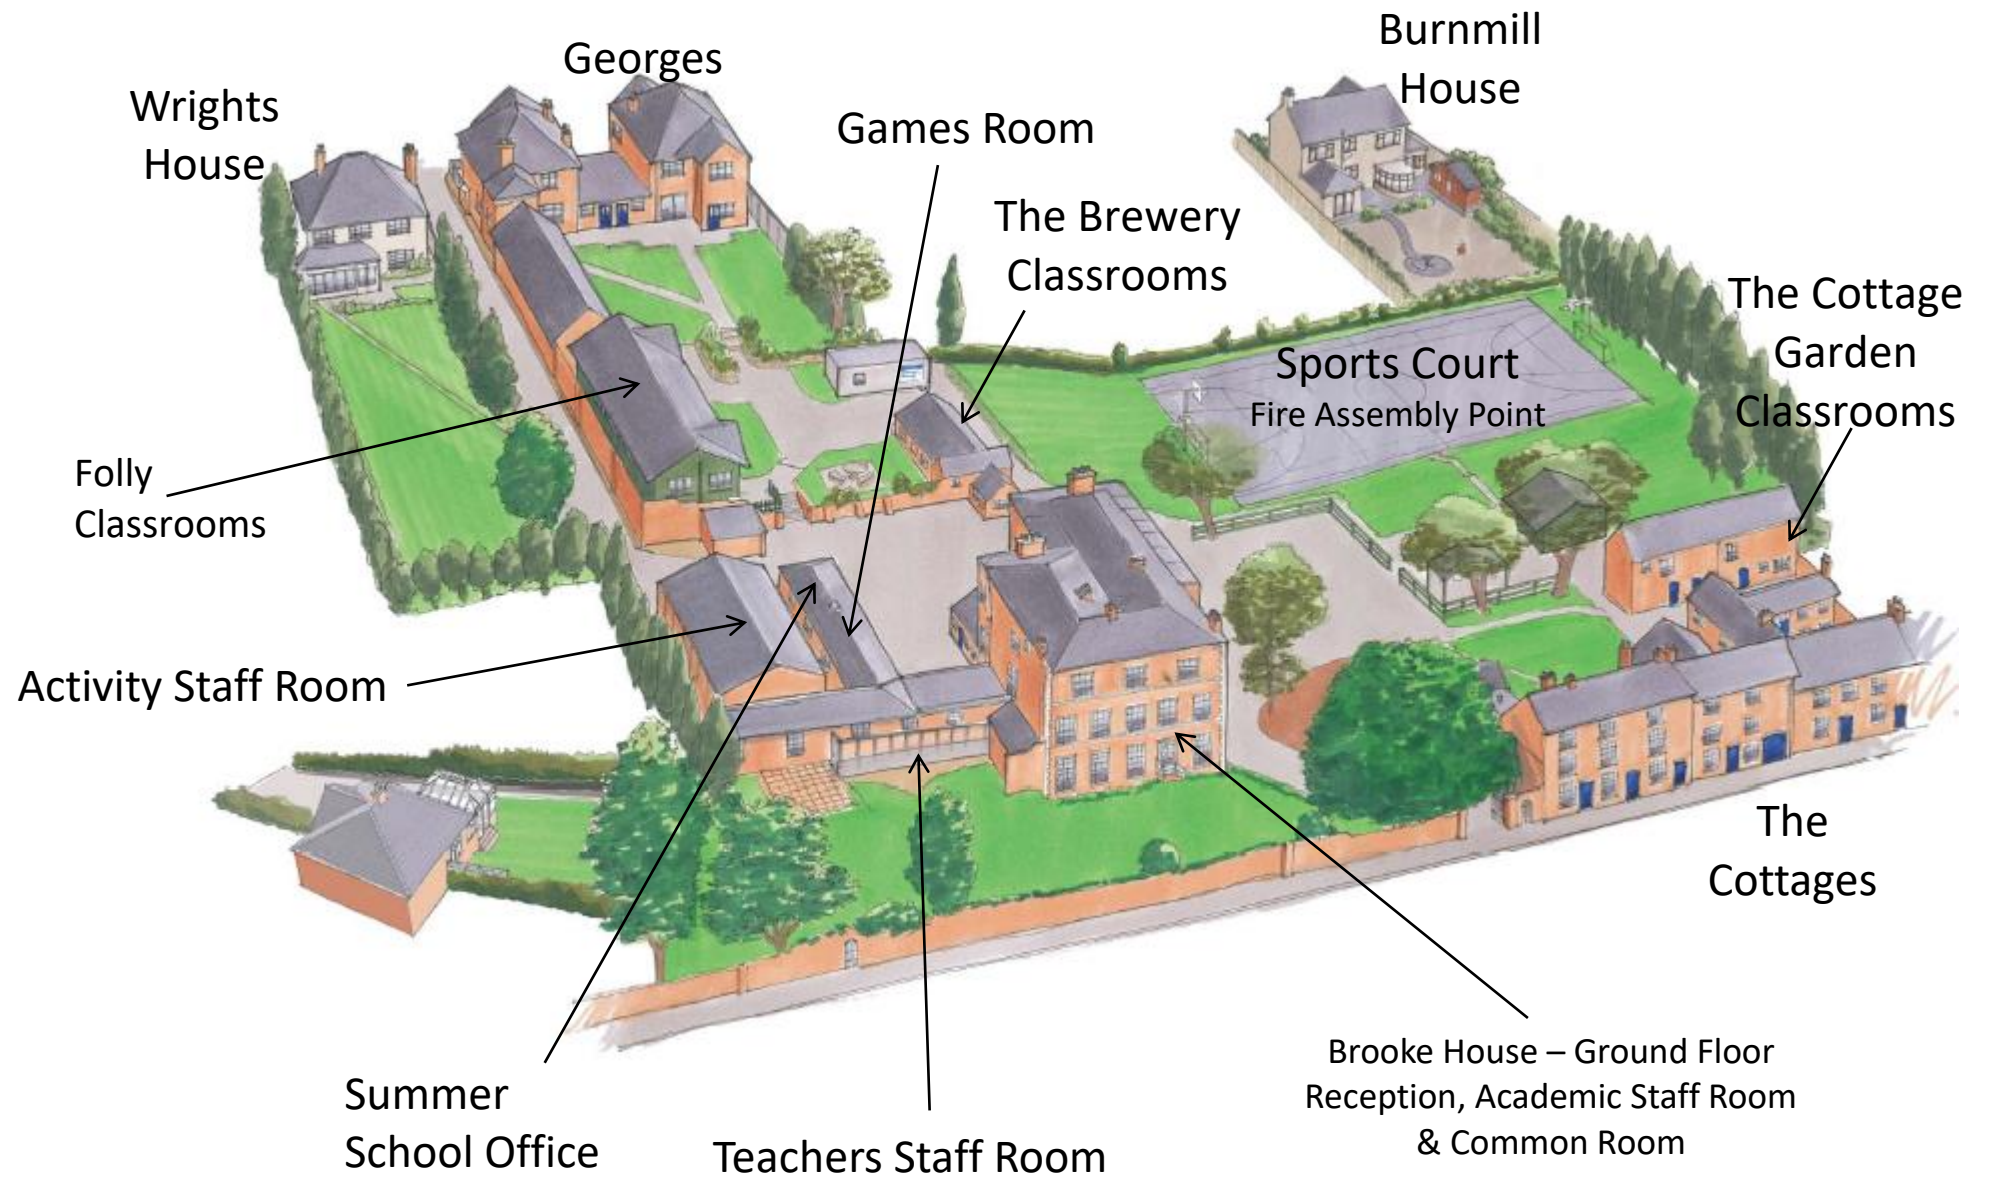 Georges
Burnmill
House
Wrights
House
Games Room
The Brewery
Classrooms
The Cottage
Garden
Classrooms
Sports Court
Fire Assembly Point
Folly
Classrooms
Activity Staff Room
The
Cottages
Summer
School Office
Teachers Staff Room
Brooke House – Ground Floor
Reception, Academic Staff Room
& Common Room